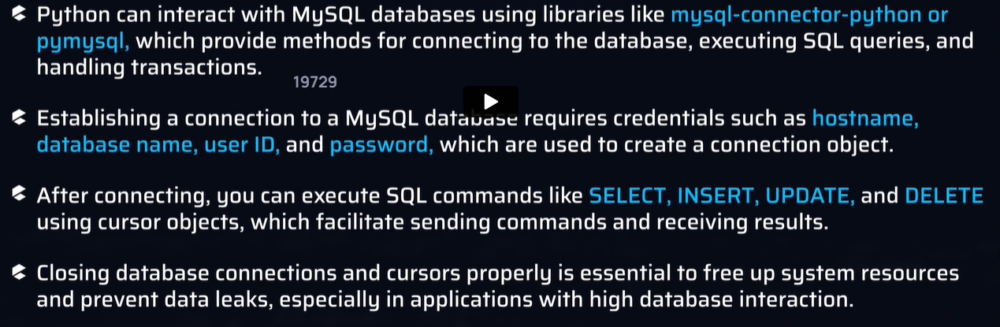 Python can interact with MySQL databases using libraries like mysql-connector-python or
pymysql, which provide methods for connecting to the database, executing SQL queries, and
handling transactions.
19729
Establishing a connection to a MySQL database requires credentials such as hostname,
database name, user ID, and password, which are used to create a connection object.
After connecting, you can execute SQL commands like SELECT, INSERT, UPDATE, and DELETE
using cursor objects, which facilitate sending commands and receiving results.
Closing database connections and cursors properly is essential to free up system resources
and prevent data leaks, especially in applications with high database interaction.